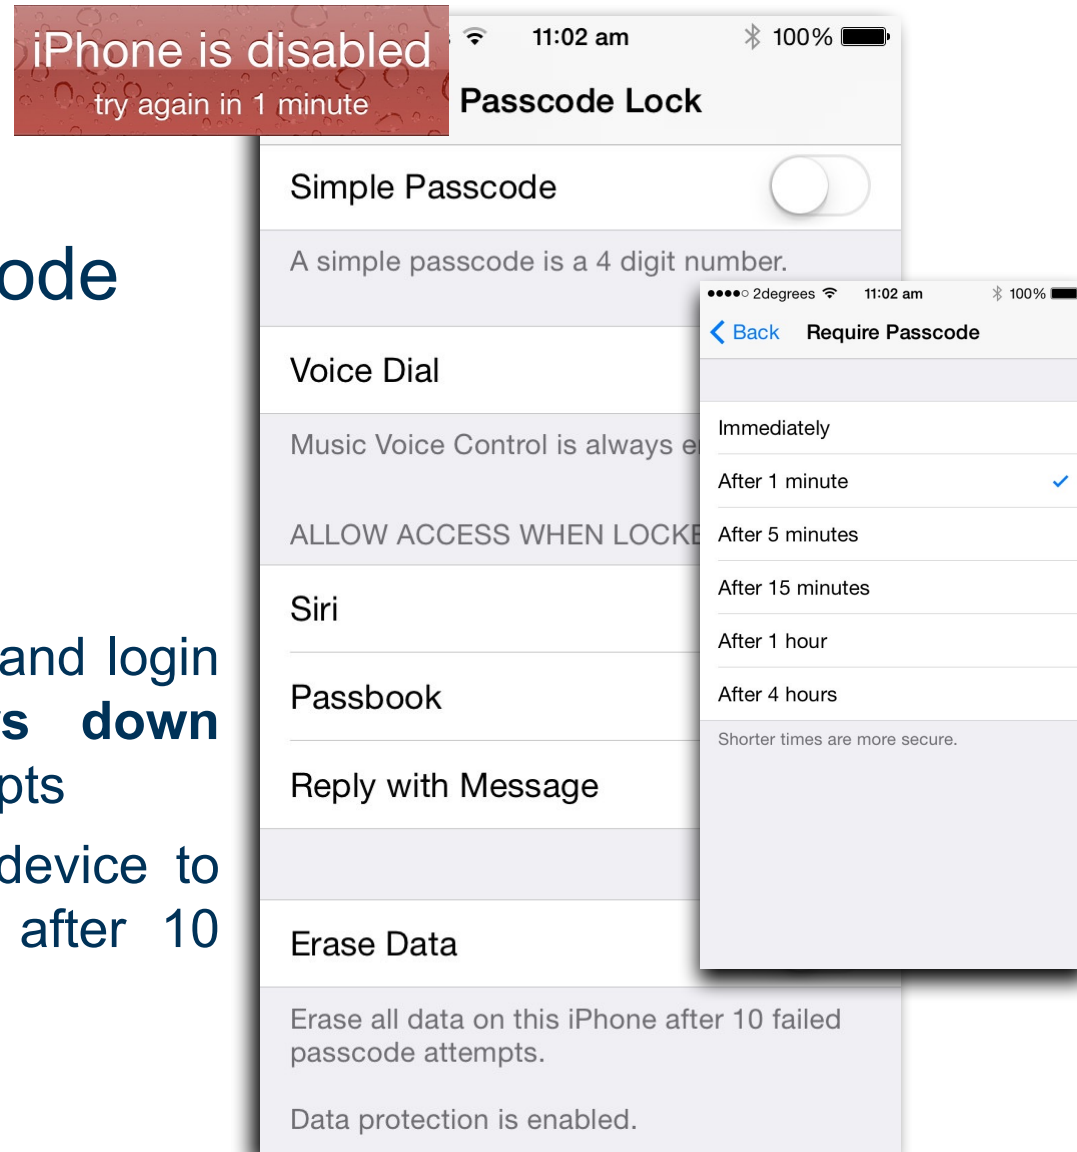 iPhone is disabled
try again in 1 minute
11:02 am
100%
Passcode Lock
Simple Passcode
A simple passcode is a 4 digit number.
Voice Dial
Music Voice Control is always e
ALLOW ACCESS WHEN LOCKE
Siri
Passbook
Reply with Message
Erase Data
Erase all data on this iPhone after 10 failed
passcode attempts.
Data protection is enabled.
2degrees 11:02 am 100%
Back Require Passcode
Immediately
After 1 minute
After 5 minutes
After 15 minutes
After 1 hour
After 4 hours
Shorter times are more secure.
ode
and login
s down
pts
device to
after 10